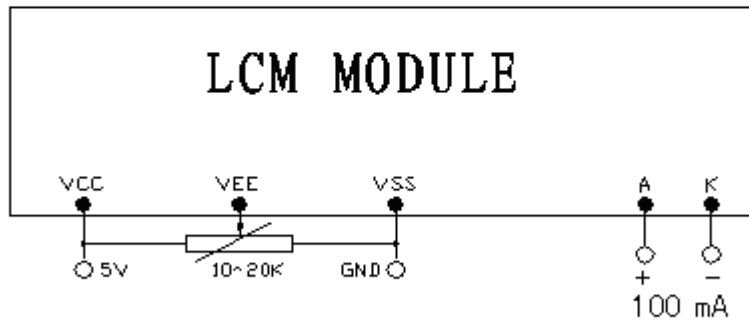 LCM MODULE
VCC VEE VSS A K
5V 10~20K GND + -
100 mA